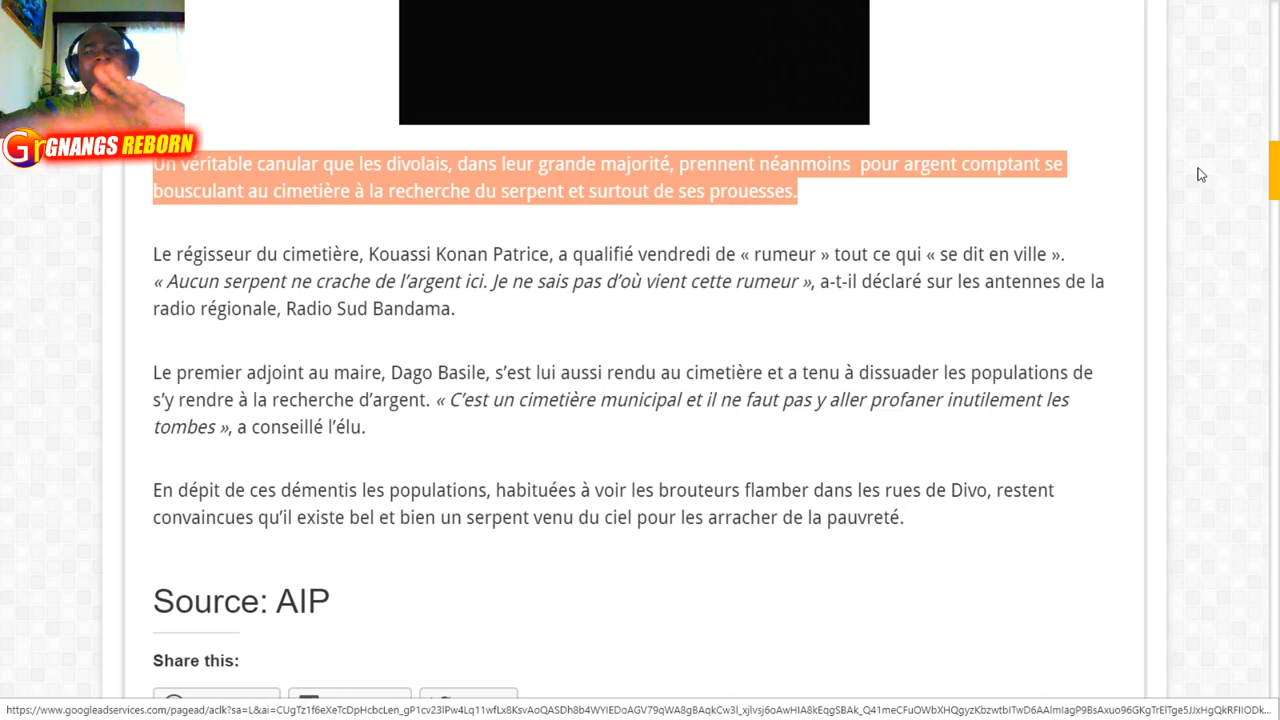 Gr GNANGS REBORN
Un véritable canular que les divolais, dans leur grande majorité, prennent néanmoins pour argent comptant se
bousculant au cimetière à la recherche du serpent et surtout de ses prouesses.
Le régisseur du cimetière, Kouassi Konan Patrice, a qualifié vendredi de « rumeur » tout ce qui « se dit en ville ».
« Aucun serpent ne crache de l’argent ici. Je ne sais pas d’où vient cette rumeur », a-t-il déclaré sur les antennes de la
radio régionale, Radio Sud Bandama.
Le premier adjoint au maire, Dago Basile, s’est lui aussi rendu au cimetière et a tenu à dissuader les populations de
s’y rendre à la recherche d’argent. « C’est un cimetière municipal et il ne faut pas y aller profaner inutilement les
tombes », a conseillé l’élu.
En dépit de ces démentis les populations, habituées à voir les brouteurs flamber dans les rues de Divo, restent
convaincues qu’il existe bel et bien un serpent venu du ciel pour les arracher de la pauvreté.
Source: AIP
Share this: